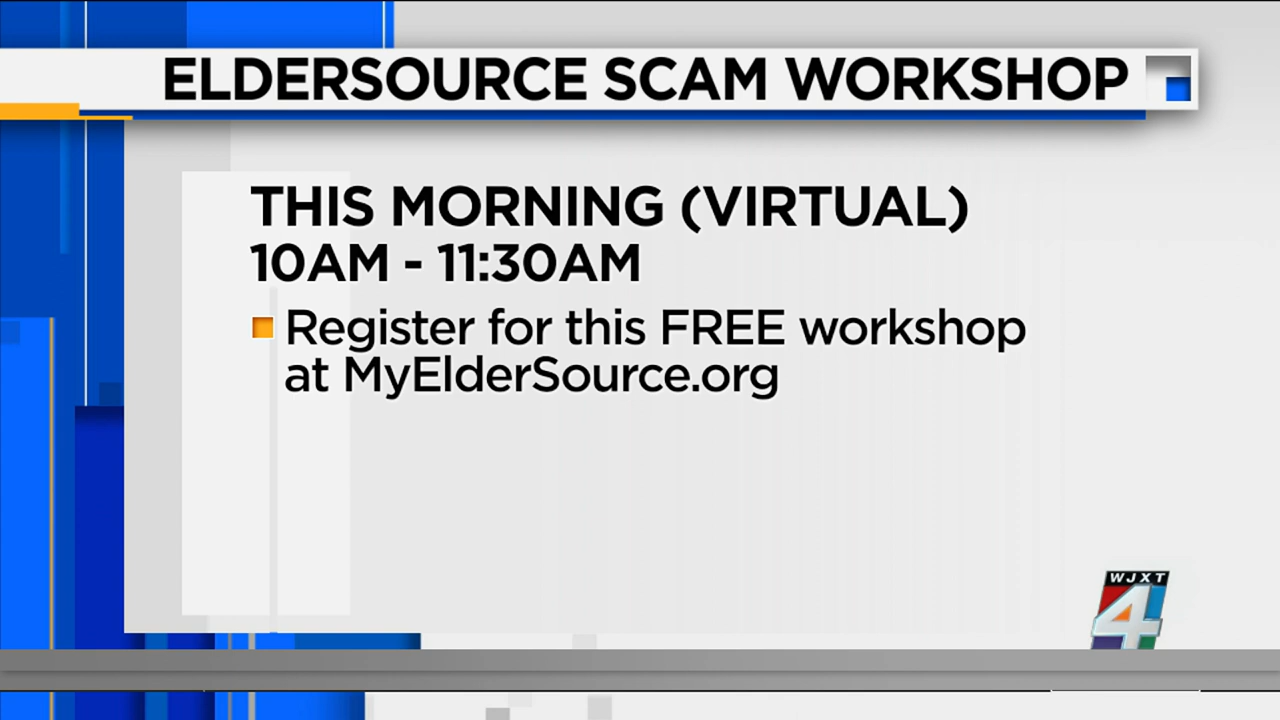 ELDERSOURCE SCAM WORKSHOP
THIS MORNING (VIRTUAL)
10AM - 11:30AM
Register for this FREE workshop
at MyElderSource.org
WJXT
4